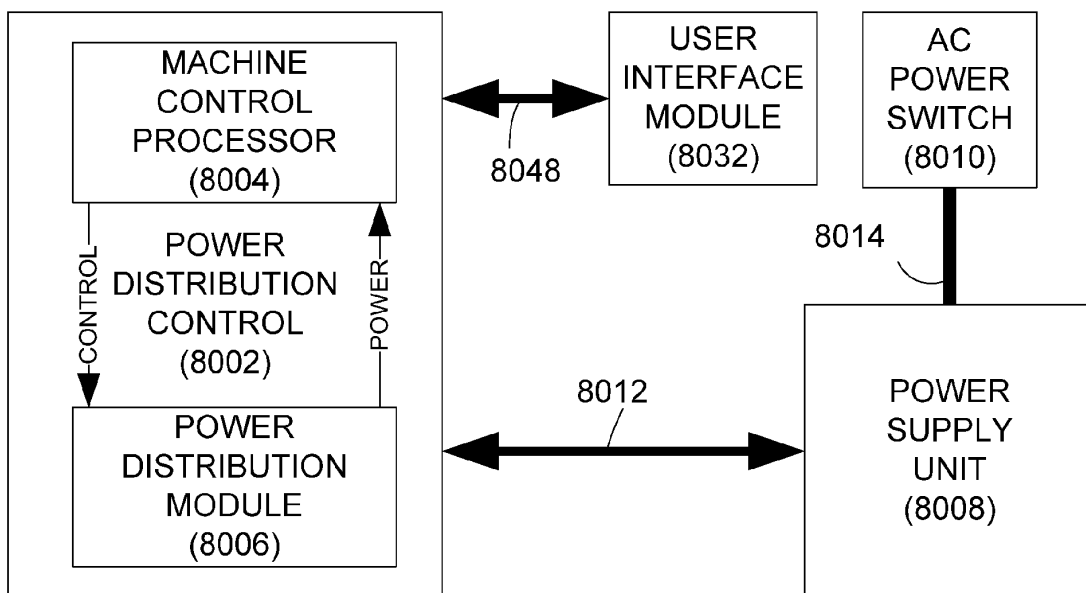 MACHINE
CONTROL
PROCESSOR
(8004)
CONTROL
POWER
DISTRIBUTION
CONTROL
(8002)
POWER
POWER
DISTRIBUTION
MODULE
(8006)
8048
USER
INTERFACE
MODULE
(8032)
AC
POWER
SWITCH
(8010)
8014
8012
POWER
SUPPLY
UNIT
(8008)